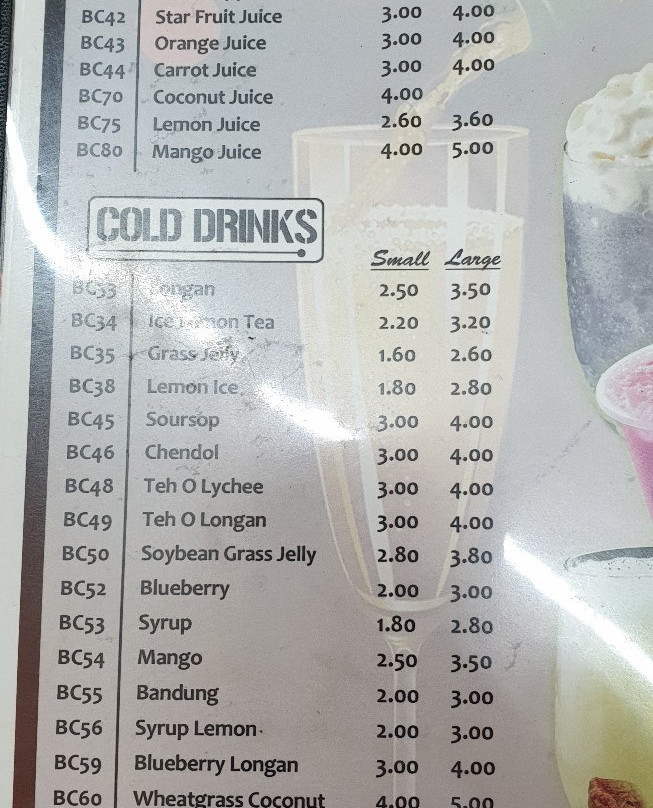 BC42 Star Fruit Juice 3.00 4.00
BC43 Orange Juice 3.00 4.00
BC44 Carrot Juice 3.00 4.00
BC70 Coconut Juice 4.00
BC75 Lemon Juice 2.60 3.60
BC80 Mango Juice 4.00 5.00
COLD DRINKS
Small Large
BC33 Longan 2.50 3.50
BC34 Ice Lemon Tea 2.20 3.20
BC35 Grass Jelly 1.60 2.60
BC38 Lemon Ice 1.80 2.80
BC45 Soursop 3.00 4.00
BC46 Chendol 3.00 4.00
BC48 Teh O Lychee 3.00 4.00
BC49 Teh O Longan 3.00 4.00
BC50 Soybean Grass Jelly 2.80 3.80
BC52 Blueberry 2.00 3.00
BC53 Syrup 1.80 2.80
BC54 Mango 2.50 3.50
BC55 Bandung 2.00 3.00
BC56 Syrup Lemon 2.00 3.00
BC59 Blueberry Longan 3.00 4.00
BC60 Wheatgrass Coconut 4.00 5.00